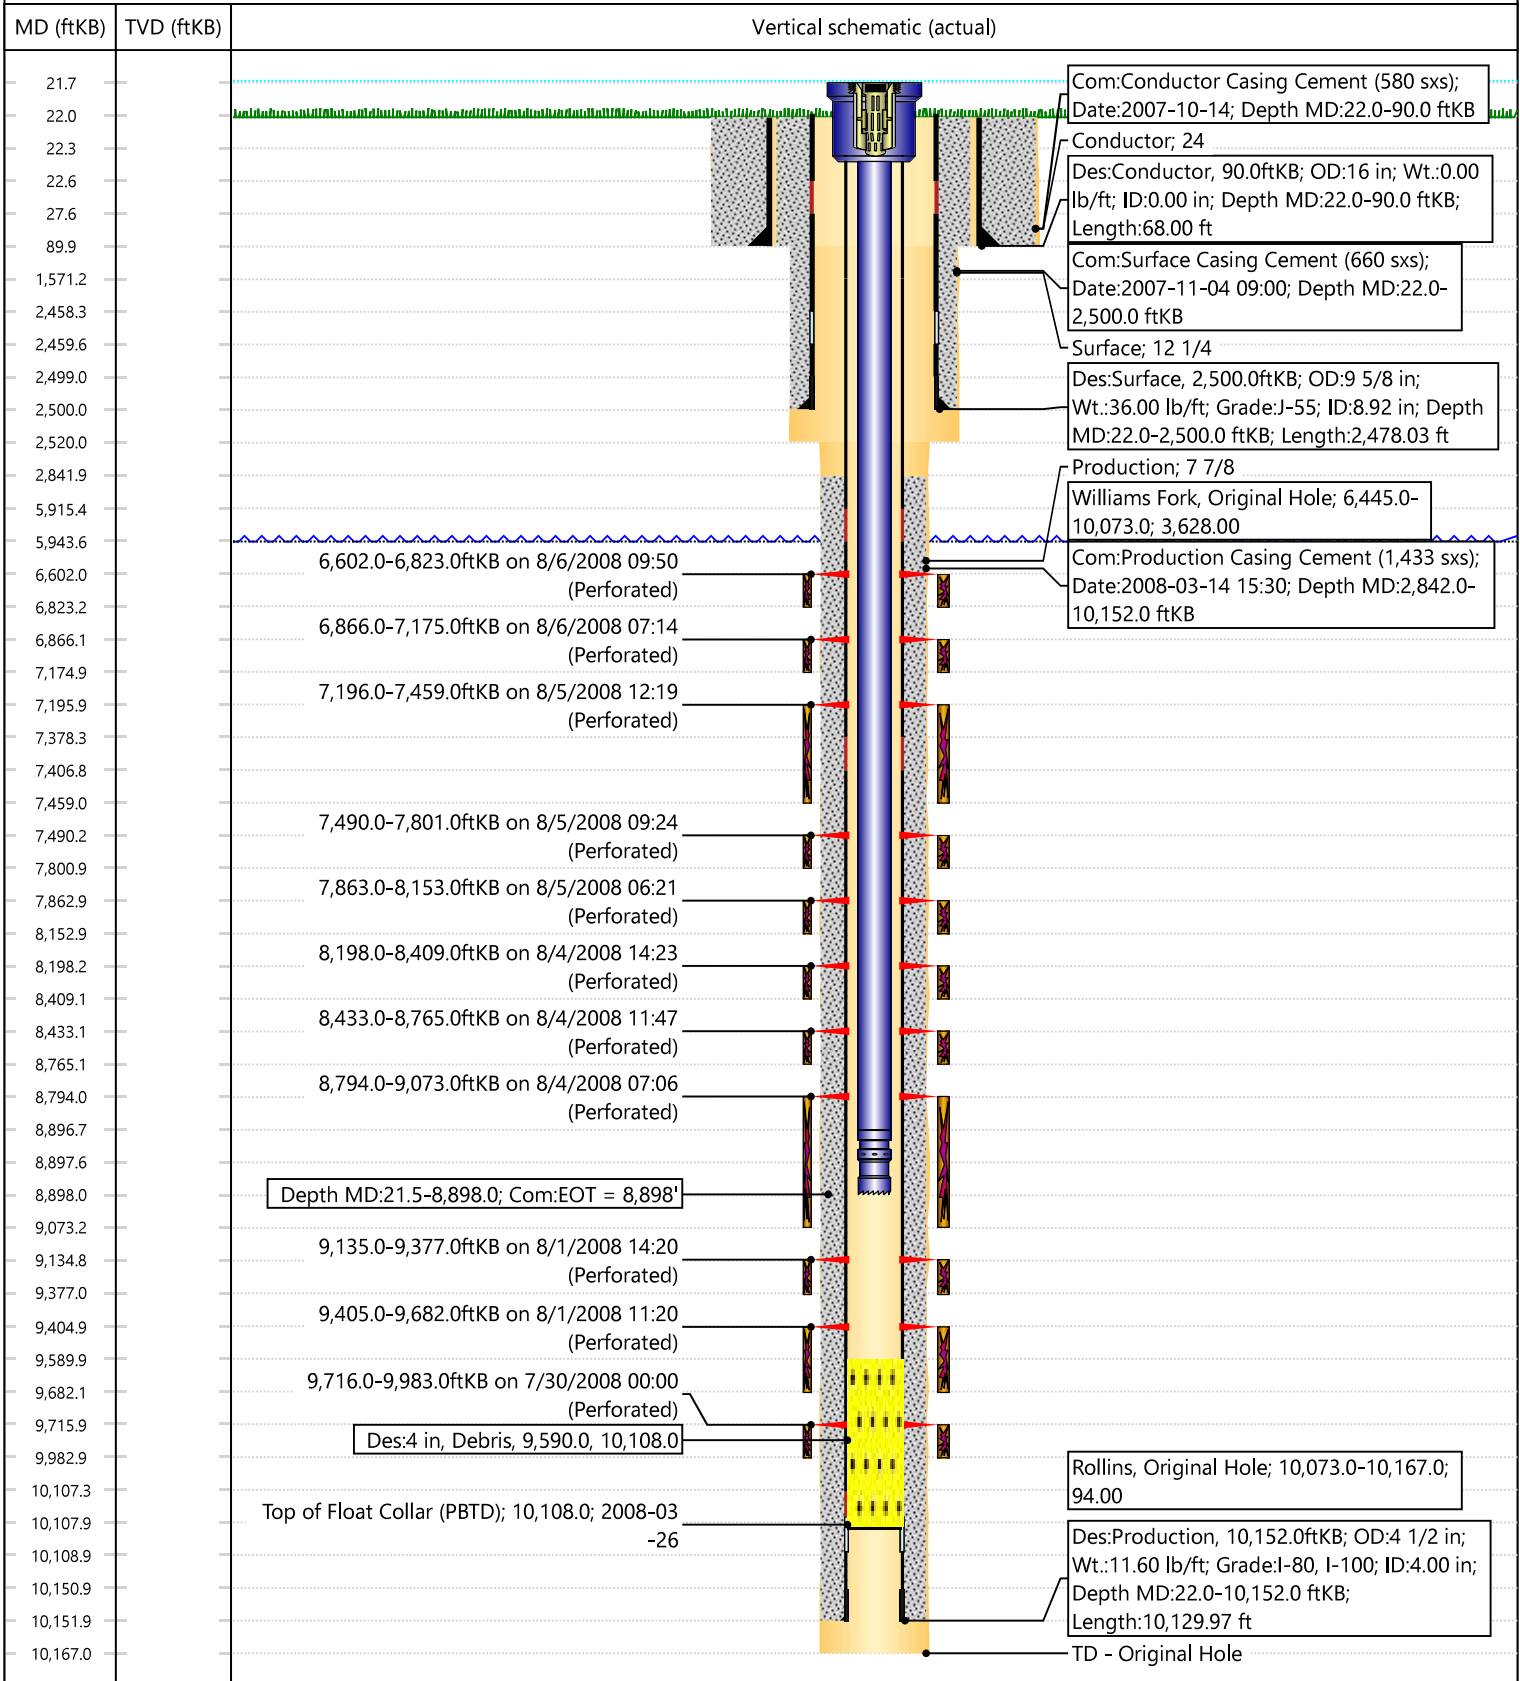 MD (ftKB)
TVD (ftKB)
Vertical schematic (actual)
21.7
22.0
22.3
22.6
27.6
89.9
1,571.2
2,458.3
2,459.6
2,499.0
2,500.0
2,520.0
2,841.9
5,915.4
5,943.6
6,602.0
6,823.2
6,866.1
7,174.9
7,195.9
7,378.3
7,406.8
7,459.0
7,490.2
7,800.9
7,862.9
8,152.9
8,198.2
8,409.1
8,433.1
8,765.1
8,794.0
8,896.7
8,897.6
8,898.0
9,073.2
9,134.8
9,377.0
9,404.9
9,589.9
9,682.1
9,715.9
9,982.9
10,107.3
10,107.9
10,108.9
10,150.9
10,151.9
10,167.0
6,602.0-6,823.0ftKB on 8/6/2008 09:50
(Perforated)
6,866.0-7,175.0ftKB on 8/6/2008 07:14
(Perforated)
7,196.0-7,459.0ftKB on 8/5/2008 12:19
(Perforated)
7,490.0-7,801.0ftKB on 8/5/2008 09:24
(Perforated)
7,863.0-8,153.0ftKB on 8/5/2008 06:21
(Perforated)
8,198.0-8,409.0ftKB on 8/4/2008 14:23
(Perforated)
8,433.0-8,765.0ftKB on 8/4/2008 11:47
(Perforated)
8,794.0-9,073.0ftKB on 8/4/2008 07:06
(Perforated)
Depth MD:21.5-8,898.0; Com:EOT = 8,898'
9,135.0-9,377.0ftKB on 8/1/2008 14:20
(Perforated)
9,405.0-9,682.0ftKB on 8/1/2008 11:20
(Perforated)
9,716.0-9,983.0ftKB on 7/30/2008 00:00
(Perforated)
Des:4 in, Debris, 9,590.0, 10,108.0
Top of Float Collar (PBTD); 10,108.0; 2008-03
-26
Com:Conductor Casing Cement (580 sxs);
Date:2007-10-14; Depth MD:22.0-90.0 ftKB
Conductor; 24
Des:Conductor, 90.0ftKB; OD:16 in; Wt.:0.00
lb/ft; ID:0.00 in; Depth MD:22.0-90.0 ftKB;
Length:68.00 ft
Com:Surface Casing Cement (660 sxs);
Date:2007-11-04 09:00; Depth MD:22.0-
2,500.0 ftKB
Surface; 12 1/4
Des:Surface, 2,500.0ftKB; OD:9 5/8 in;
Wt.:36.00 lb/ft; Grade:J-55; ID:8.92 in; Depth
MD:22.0-2,500.0 ftKB; Length:2,478.03 ft
Production; 7 7/8
Williams Fork, Original Hole; 6,445.0-
10,073.0; 3,628.00
Com:Production Casing Cement (1,433 sxs);
Date:2008-03-14 15:30; Depth MD:2,842.0-
10,152.0 ftKB
Rollins, Original Hole; 10,073.0-10,167.0;
94.00
Des:Production, 10,152.0ftKB; OD:4 1/2 in;
Wt.:11.60 lb/ft; Grade:I-80, I-100; ID:4.00 in;
Depth MD:22.0-10,152.0 ftKB;
Length:10,129.97 ft
TD - Original Hole